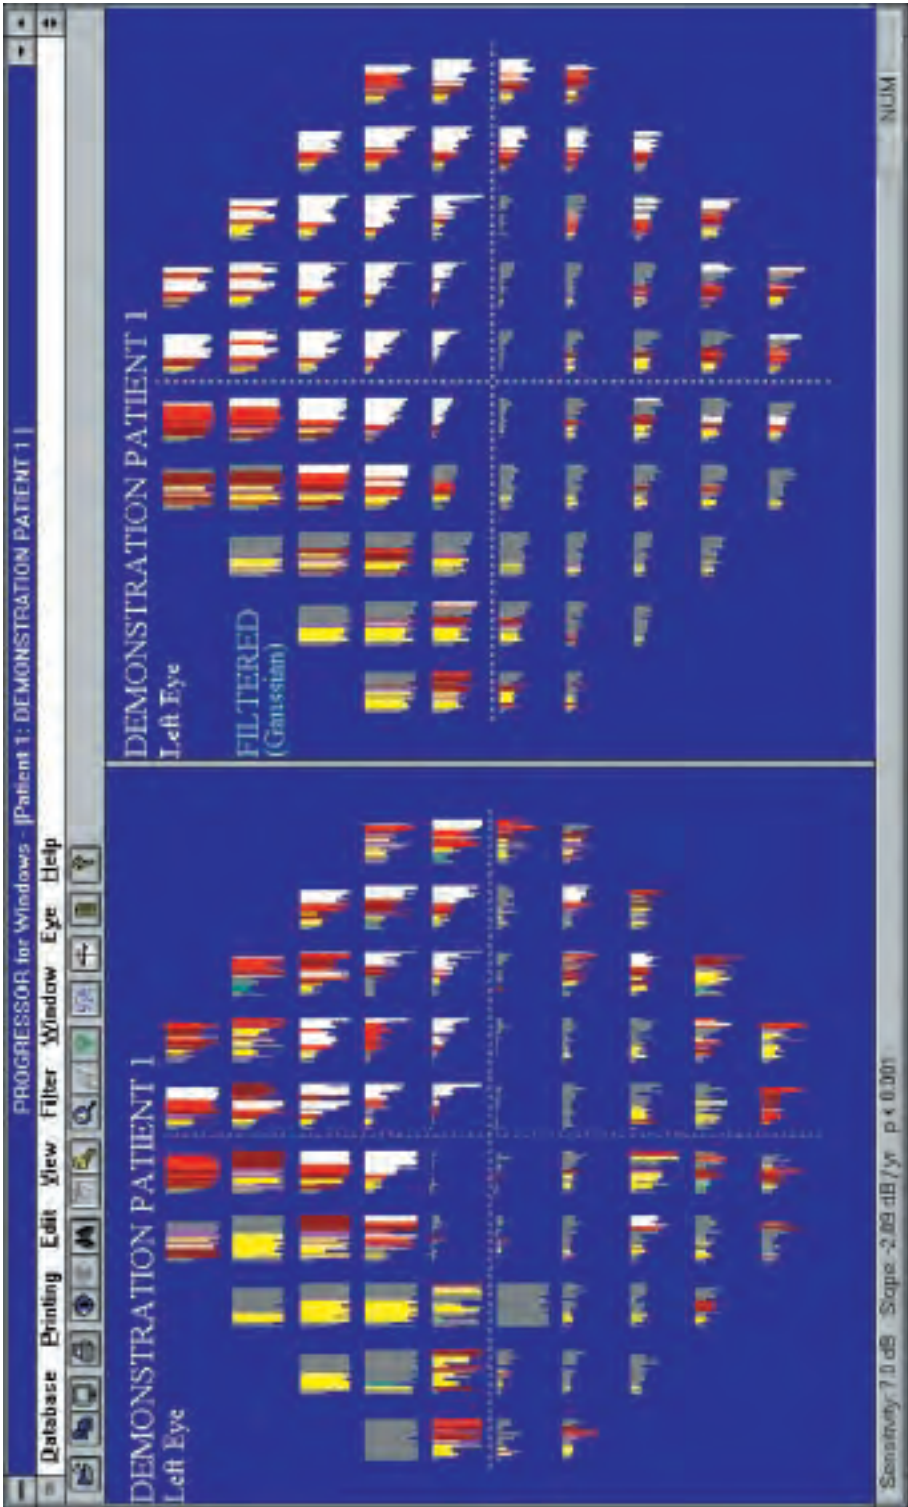 PROGRESSOR for Windows - [Patient 1: DEMONSTRATION PATIENT 1 ]
Database Printing Edit View Filter Window Eye Help
DEMONSTRATION PATIENT 1
Left Eye
DEMONSTRATION PATIENT 1
Left Eye
FILTERED
(Gaussian)
Sensitivity: 7.0 dB Slope: -2.09 dB / yr p < 0.001 NUM